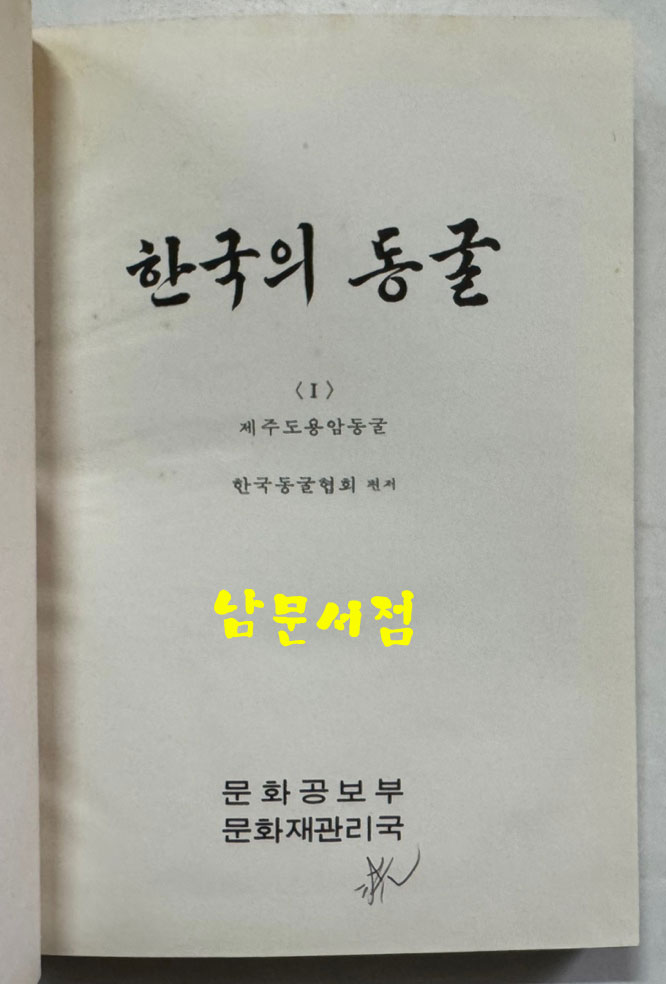 한국의 동굴
〈Ⅰ〉
제주도용암동굴
한국동굴협회 편저
남문서점
문화공보부
문화재관리국